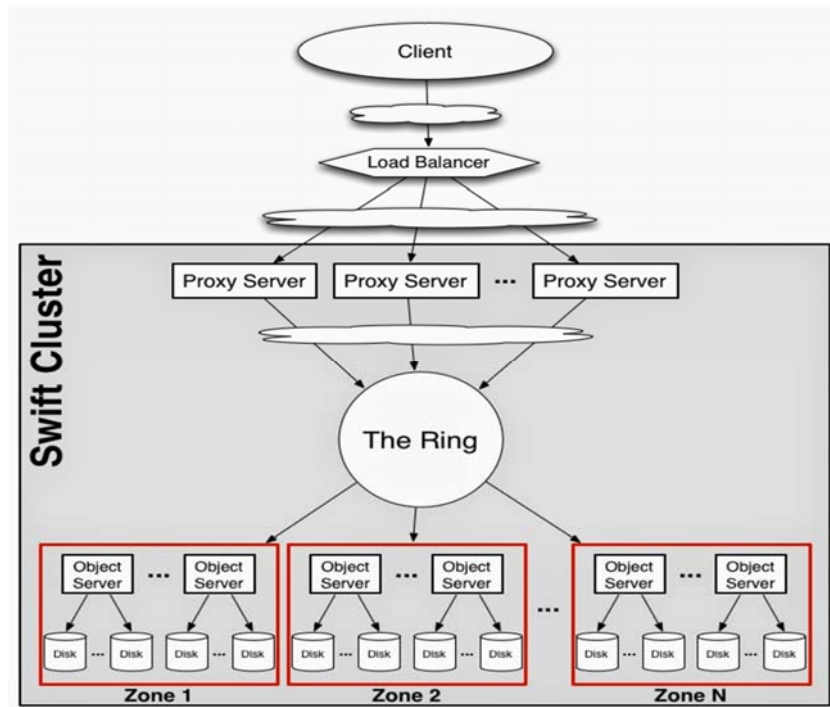 Client
Load Balancer
Swift Cluster
Proxy Server
Proxy Server
...
Proxy Server
The Ring
Object
Server
...
Object
Server
Object
Server
...
Object
Server
...
Object
Server
...
Object
Server
Disk
...
Disk
Disk
...
Disk
Disk
...
Disk
Disk
...
Disk
Disk
...
Disk
Disk
...
Disk
Zone 1
Zone 2
Zone N